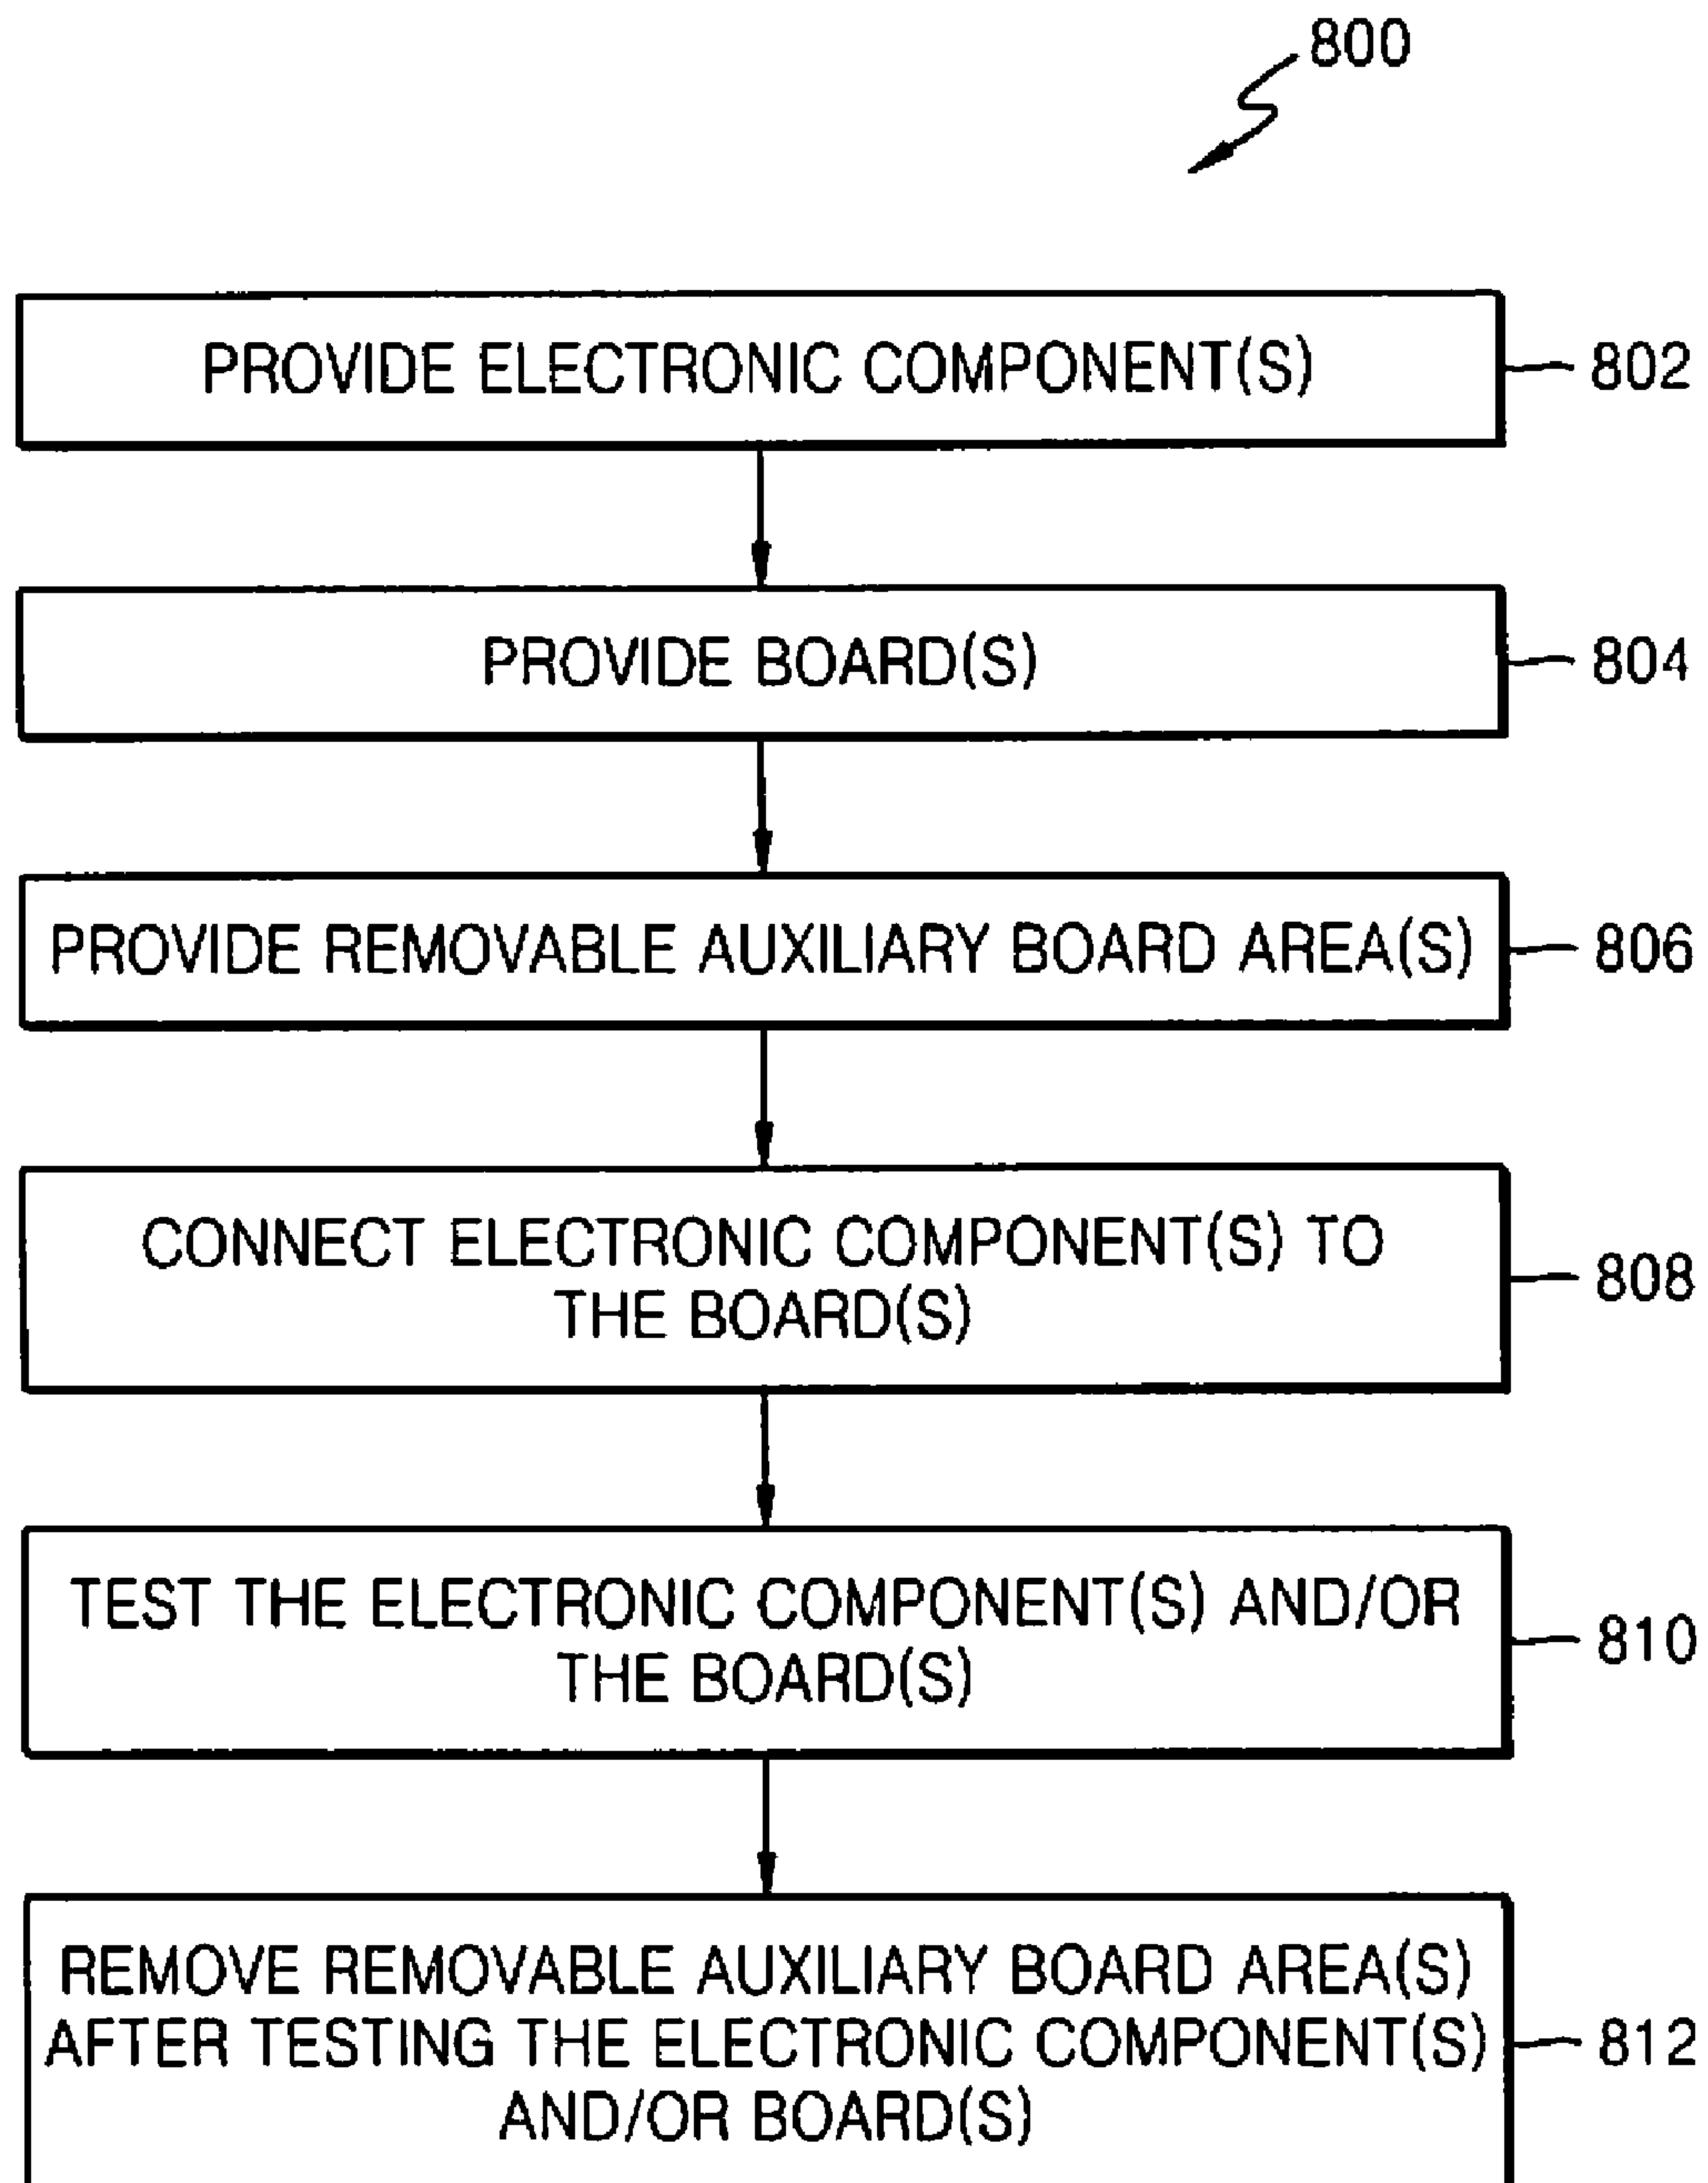 800
PROVIDE ELECTRONIC COMPONENT(S)
802
PROVIDE BOARD(S)
804
PROVIDE REMOVABLE AUXILIARY BOARD AREA(S)
806
CONNECT ELECTRONIC COMPONENT(S) TO
THE BOARD(S)
808
TEST THE ELECTRONIC COMPONENT(S) AND/OR
THE BOARD(S)
810
REMOVE REMOVABLE AUXILIARY BOARD AREA(S)
AFTER TESTING THE ELECTRONIC COMPONENT(S)
AND/OR BOARD(S)
812